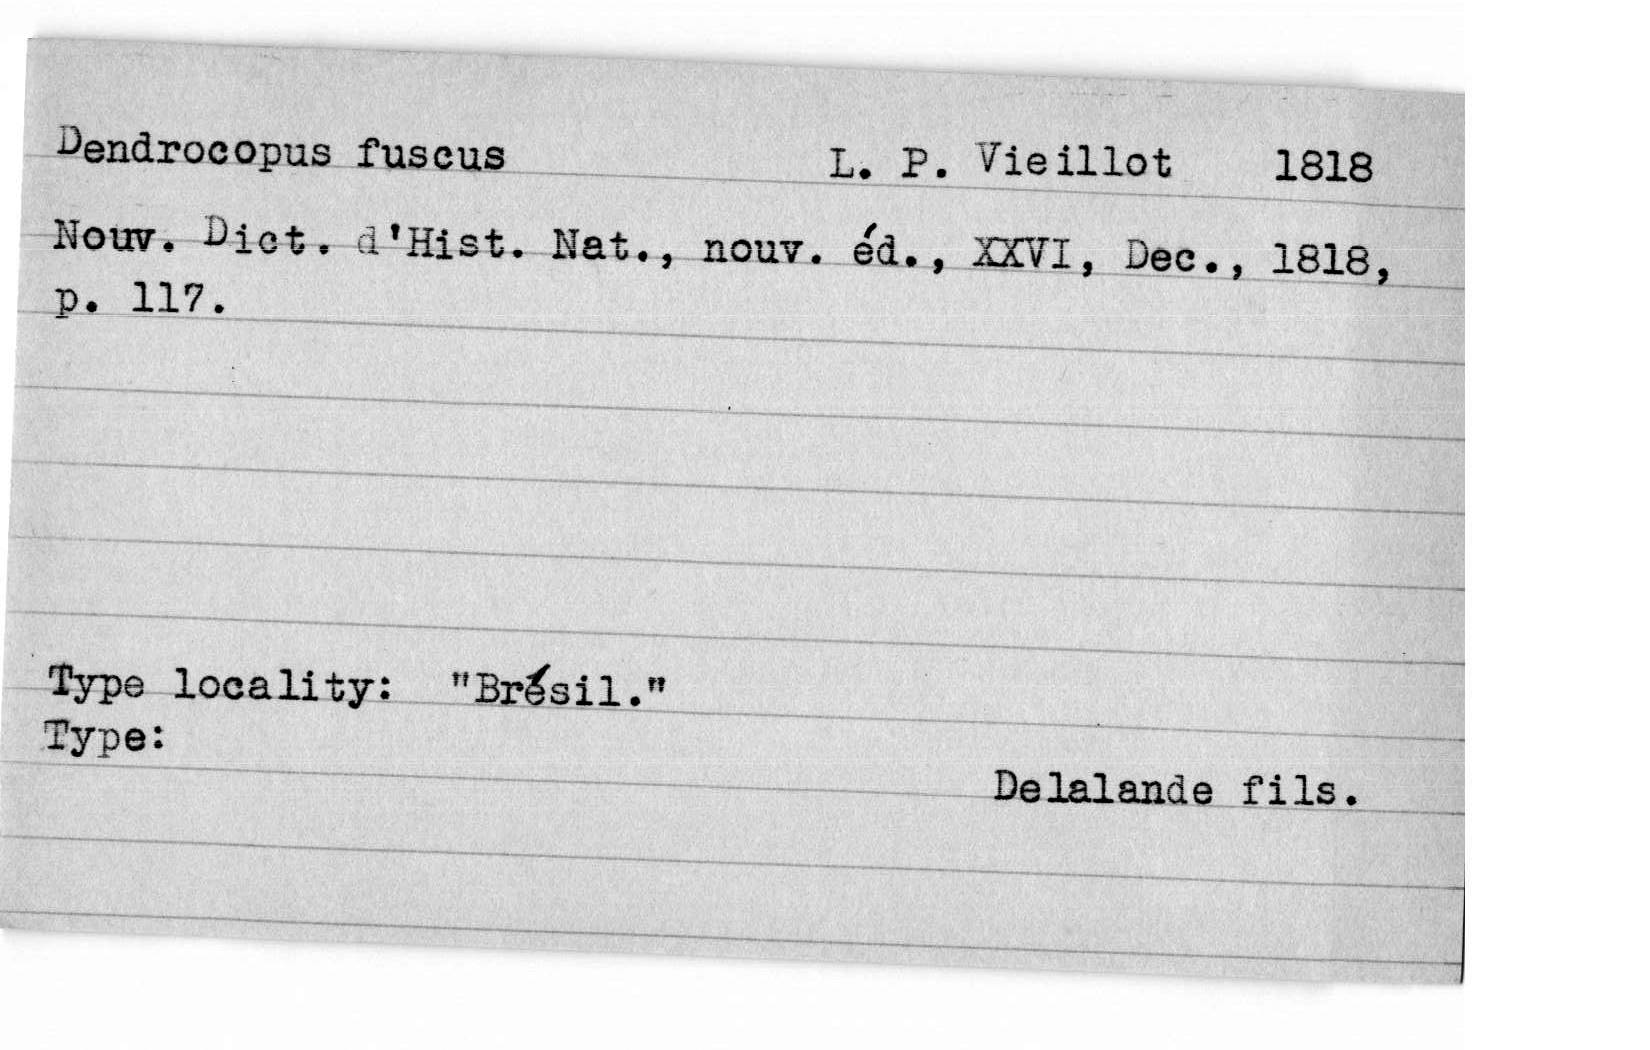 Dendrocopus fuscus L. P. Vieillot 1818
Nouv. Dict. d'Hist. Nat., nouv. éd., XXVI, Dec., 1818,
p. 117.
Type locality: "Brésil."
Type:
Delalande fils.